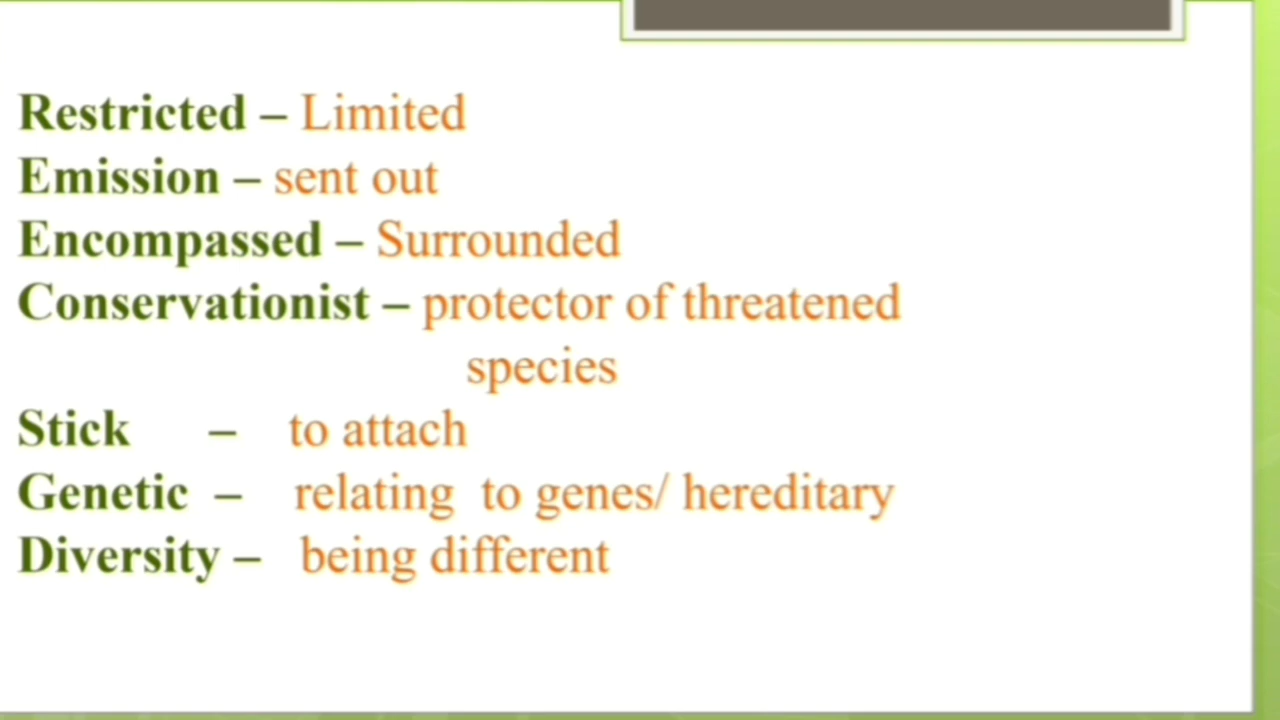 Restricted – Limited
Emission – sent out
Encompassed – Surrounded
Conservationist – protector of threatened
species
Stick – to attach
Genetic – relating to genes/ hereditary
Diversity – being different